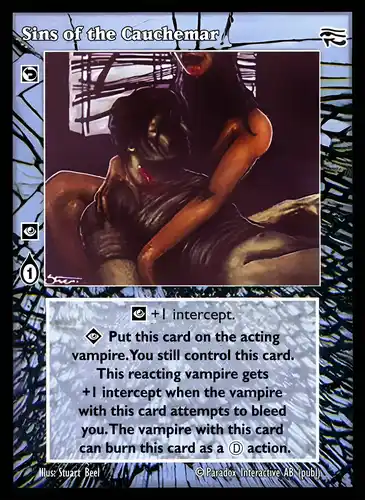 Sins of the Cauchemar
1
+1 intercept.
Put this card on the acting
vampire. You still control this card.
This reacting vampire gets
+1 intercept when the vampire
with this card attempts to bleed
you. The vampire with this card
can burn this card as a Ⓓ action.
Illus: Stuart Beel
© Paradox Interactive AB (publ)